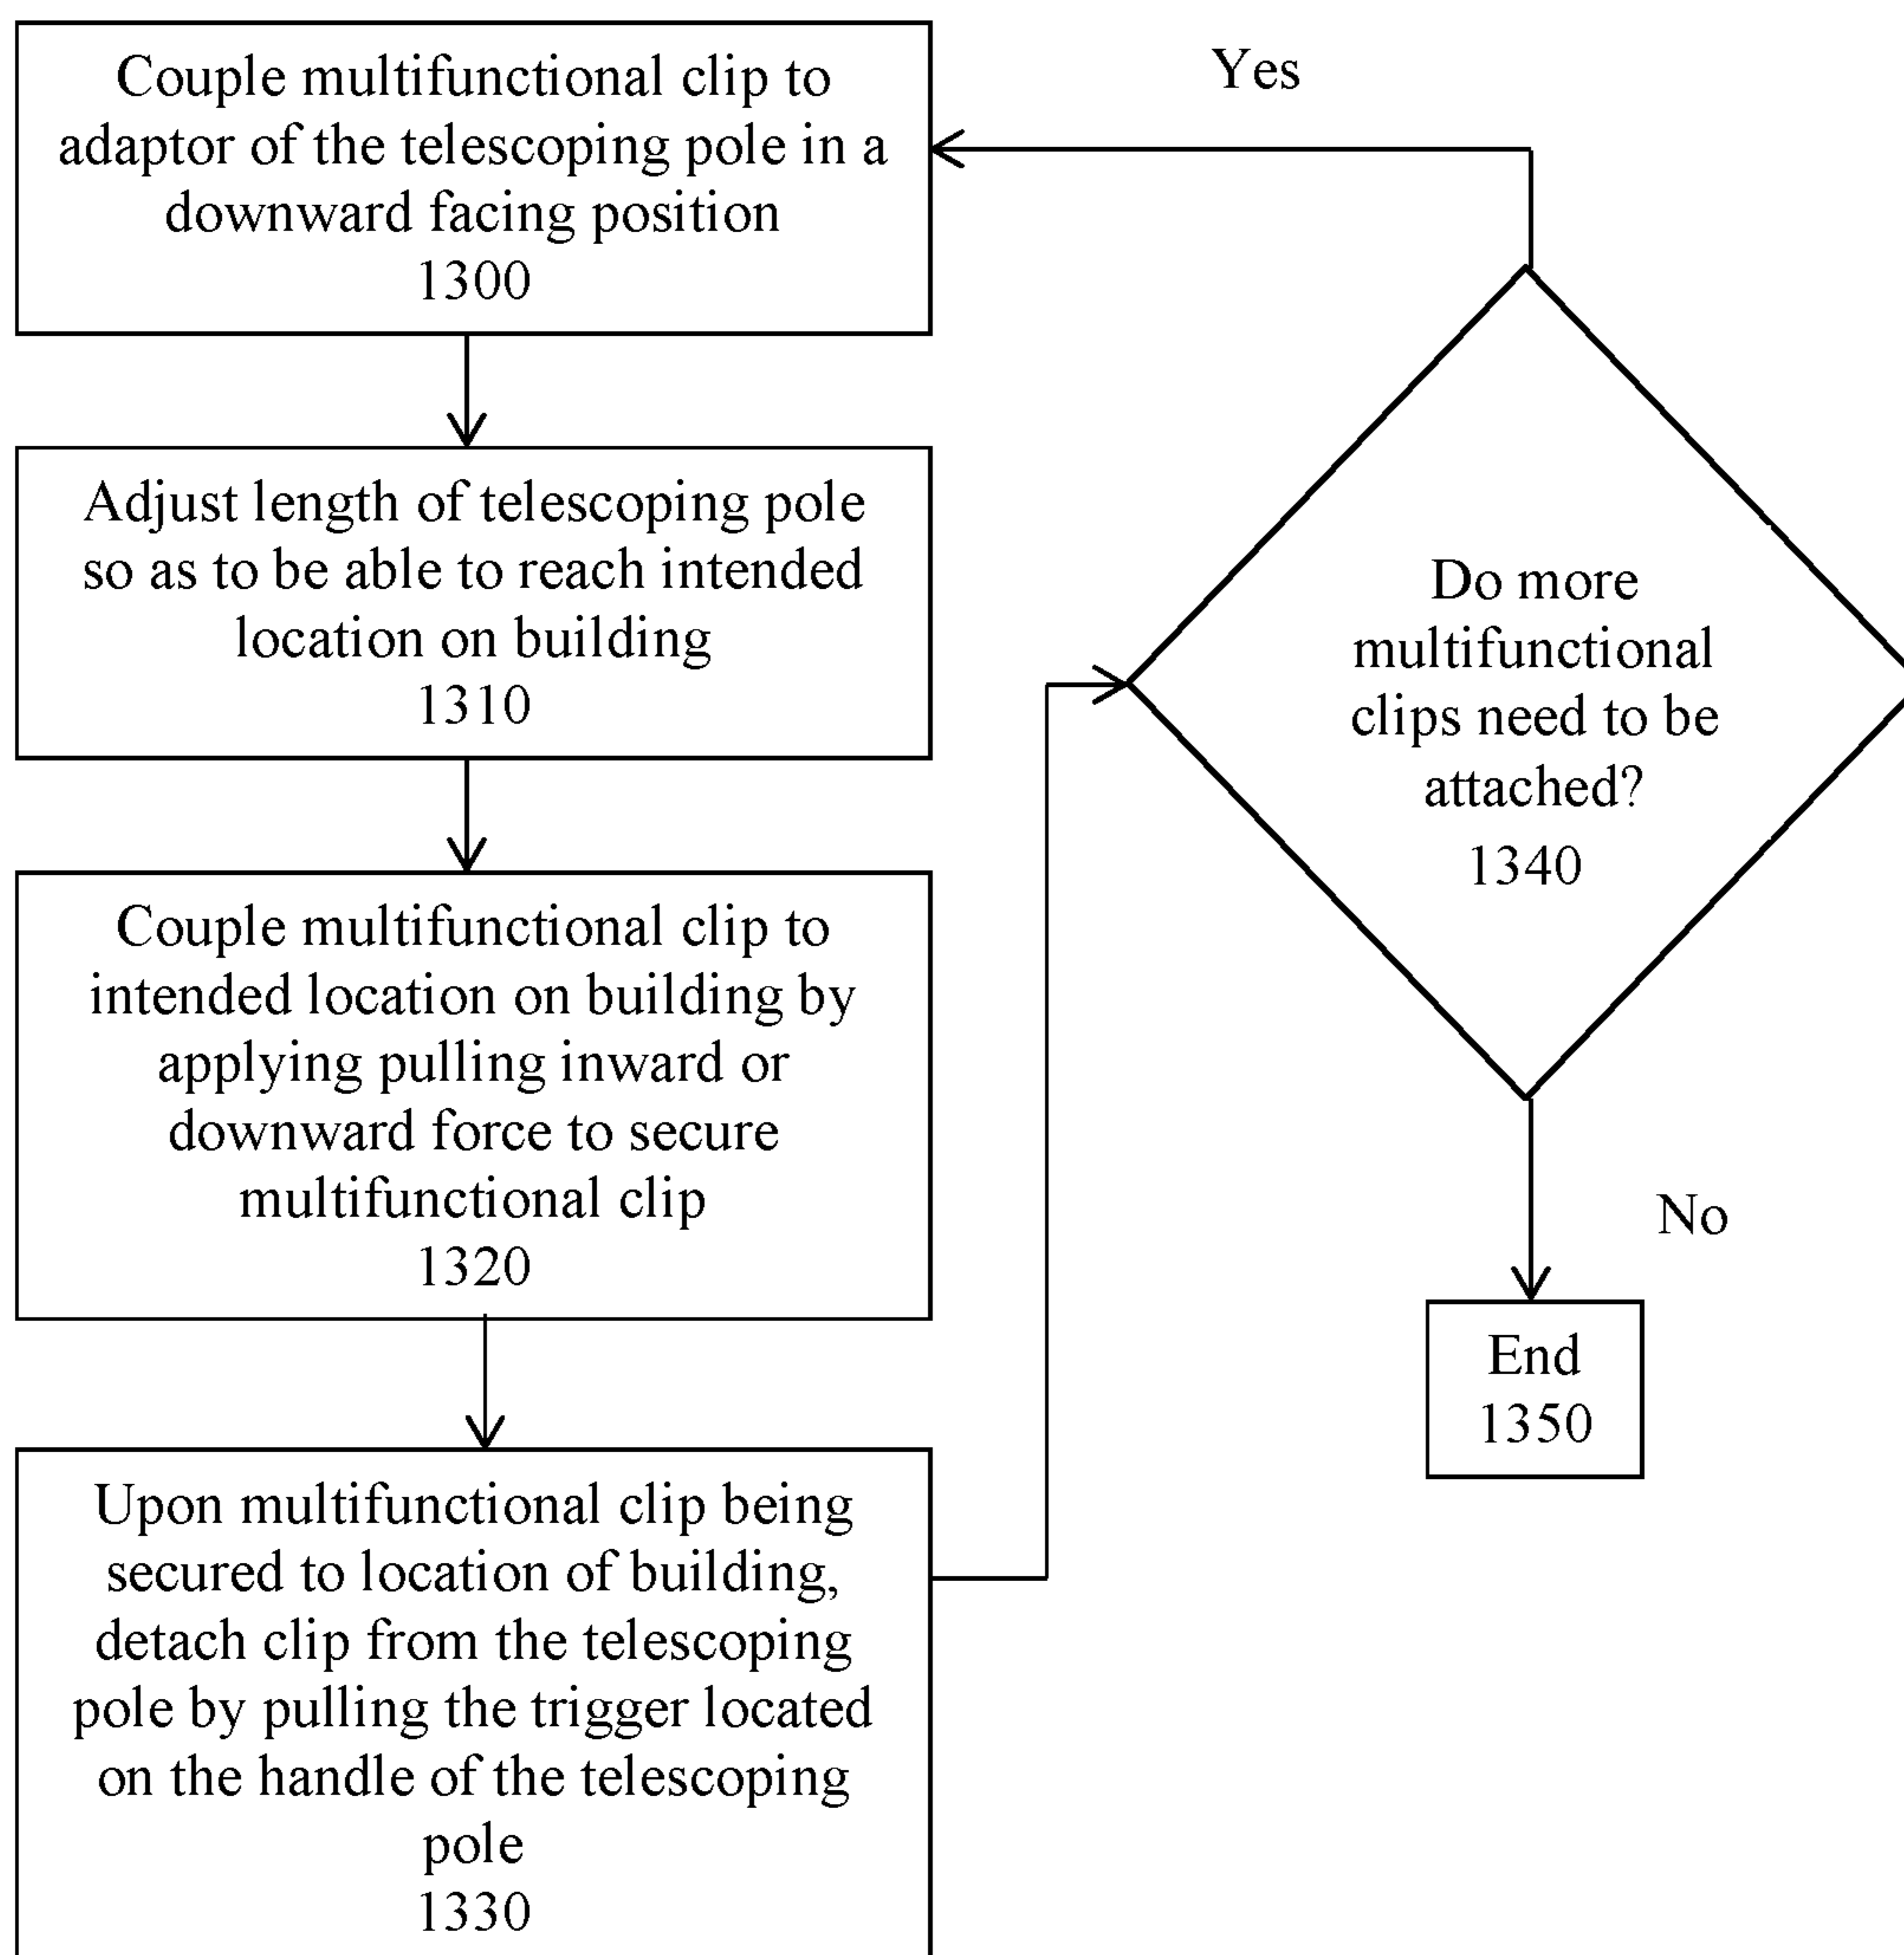 Couple multifunctional clip to
adaptor of the telescoping pole in a
downward facing position
1300
Adjust length of telescoping pole
so as to be able to reach intended
location on building
1310
Couple multifunctional clip to
intended location on building by
applying pulling inward or
downward force to secure
multifunctional clip
1320
Upon multifunctional clip being
secured to location of building,
detach clip from the telescoping
pole by pulling the trigger located
on the handle of the telescoping
pole
1330
Yes
Do more
multifunctional
clips need to be
attached?
1340
No
End
1350